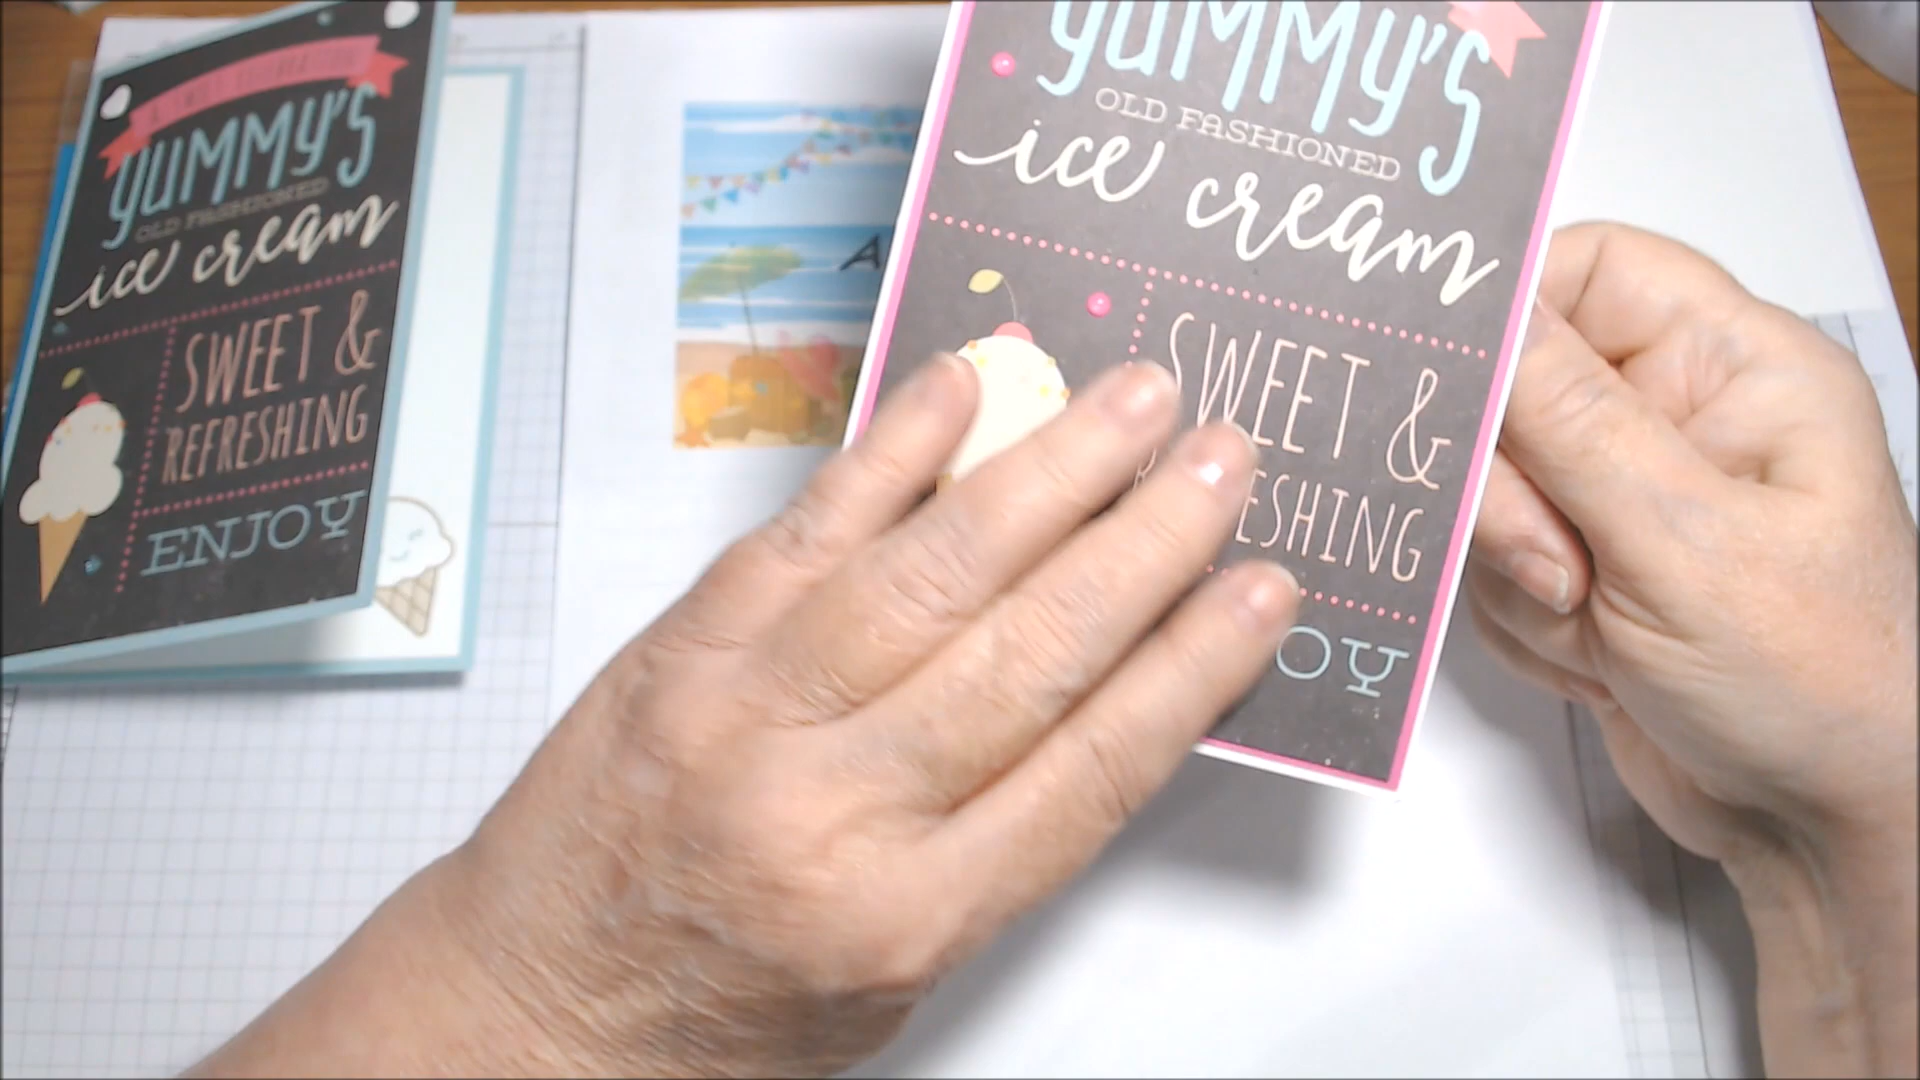 YUMMY'S
OLD FASHIONED
ice cream
SWEET &
REFRESHING
ENJOY
YUMMY'S
OLD FASHIONED
ice cream
SWEET &
R ESHING
OY
A